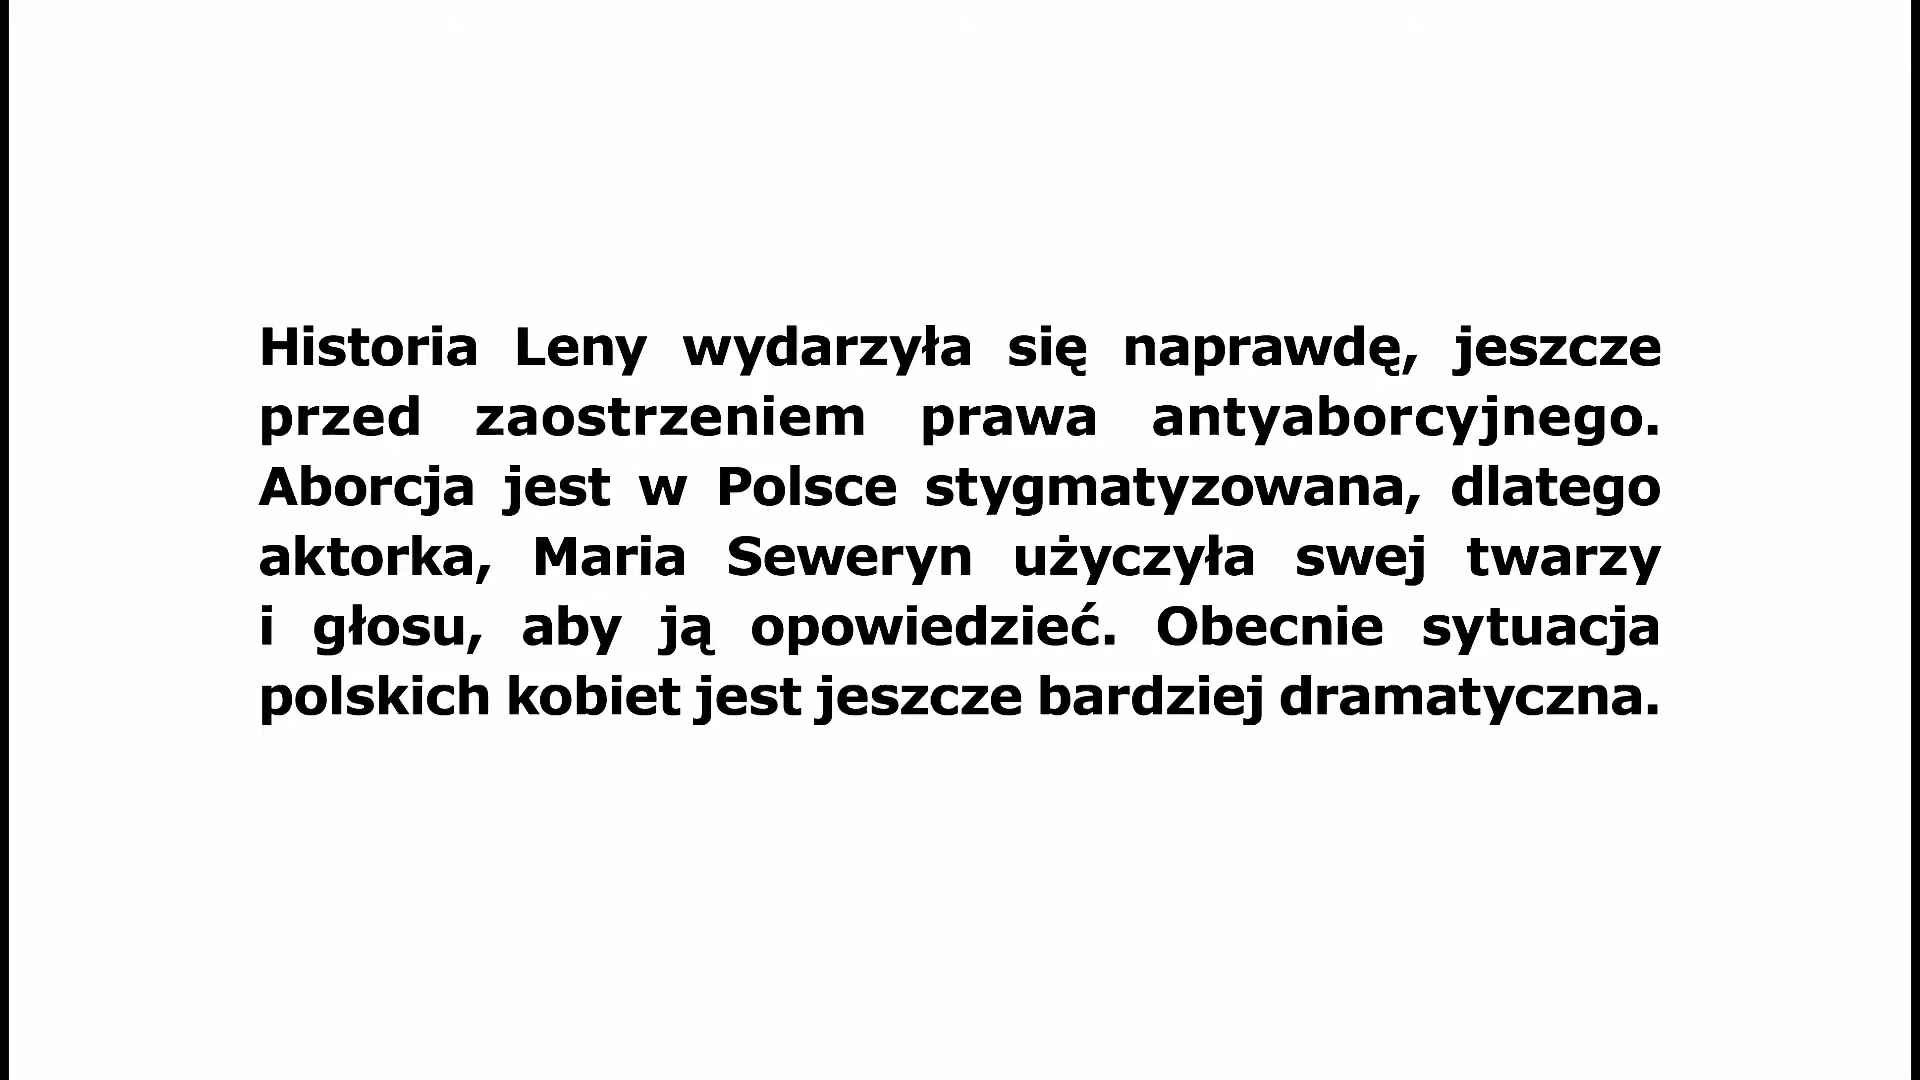 Historia Leny wydarzyła się naprawdę, jeszcze
przed zaostrzeniem prawa antyaborcyjnego.
Aborcja jest w Polsce stygmatyzowana, dlatego
aktorka, Maria Seweryn użyczyła swej twarzy
i głosu, aby ją opowiedzieć. Obecnie sytuacja
polskich kobiet jest jeszcze bardziej dramatyczna.